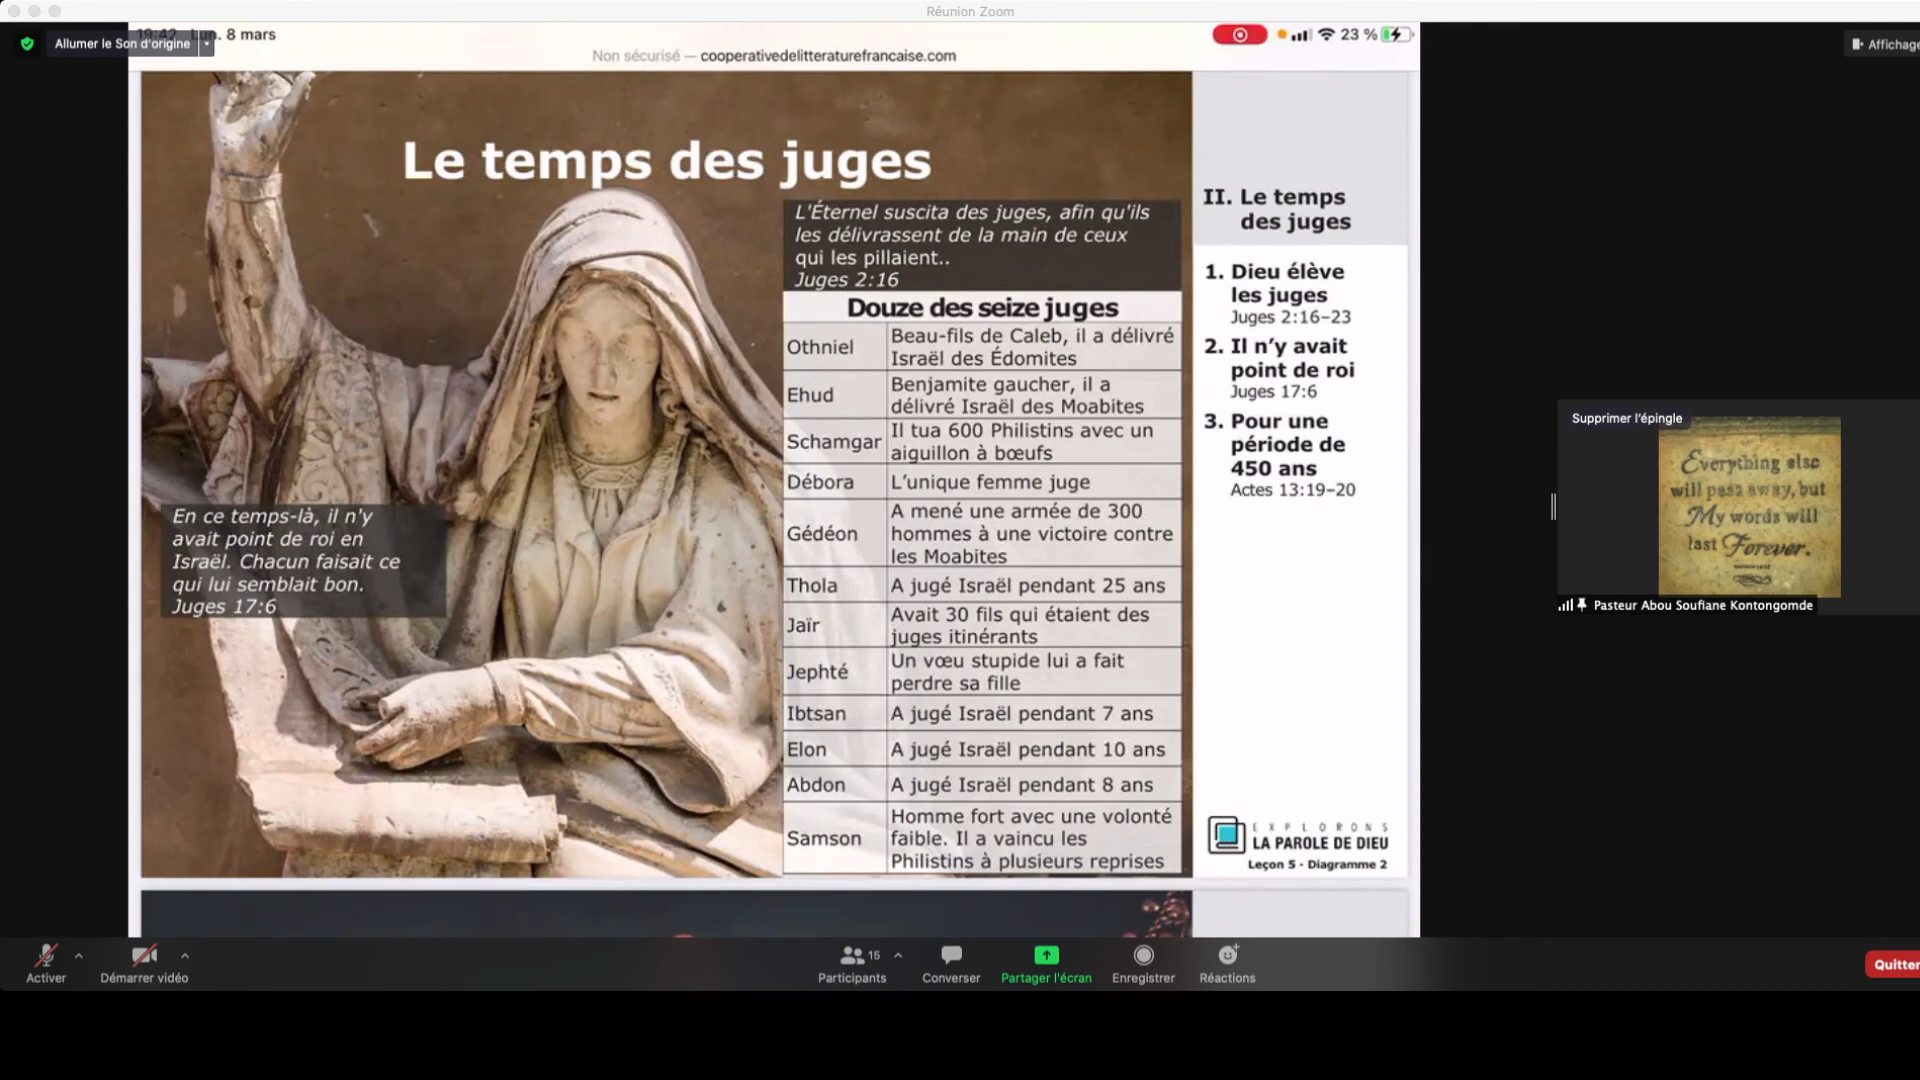 Réunion Zoom
19:42 Lun. 8 mars
23 %
Allumer le Son d'origine
Affichage
Non sécurisé — cooperativedelitteraturefrancaise.com
Le temps des juges
L'Éternel suscita des juges, afin qu'ils
les délivrassent de la main de ceux
qui les pillaient..
Juges 2:16
Douze des seize juges
Othniel
Beau-fils de Caleb, il a délivré
Israël des Édomites
Ehud
Benjamite gaucher, il a
délivré Israël des Moabites
Schamgar
Il tua 600 Philistins avec un
aiguillon à bœufs
Débora
L'unique femme juge
Gédéon
A mené une armée de 300
hommes à une victoire contre
les Moabites
Thola
A jugé Israël pendant 25 ans
Jaïr
Avait 30 fils qui étaient des
juges itinérants
Jephté
Un vœu stupide lui a fait
perdre sa fille
Ibtsan
A jugé Israël pendant 7 ans
Elon
A jugé Israël pendant 10 ans
Abdon
A jugé Israël pendant 8 ans
Samson
Homme fort avec une volonté
faible. Il a vaincu les
Philistins à plusieurs reprises
En ce temps-là, il n'y
avait point de roi en
Israël. Chacun faisait ce
qui lui semblait bon.
Juges 17:6
II. Le temps
des juges
1. Dieu élève
les juges
Juges 2:16–23
2. Il n'y avait
point de roi
Juges 17:6
3. Pour une
période de
450 ans
Actes 13:19–20
EXPLORONS
LA PAROLE DE DIEU
Leçon 5 · Diagramme 2
Supprimer l'épingle
Everything else
will pass away, but
My words will
last Forever.
Pasteur Abou Soufiane Kontongomde
Activer
Démarrer vidéo
15
Participants
Converser
Partager l'écran
Enregistrer
Réactions
Quitter